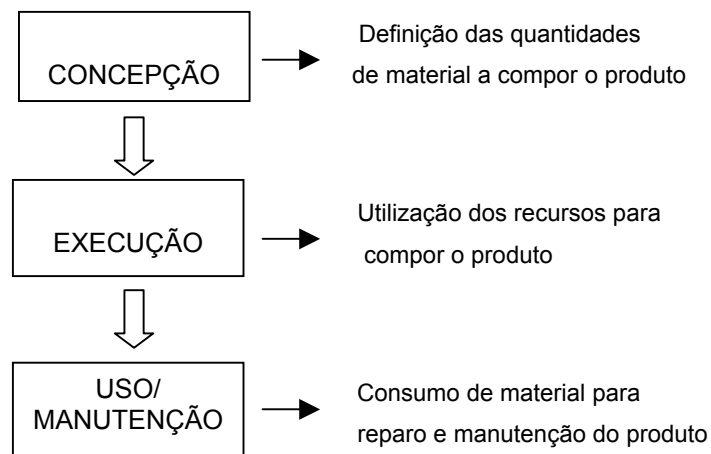 CONCEPÇÃO
Definição das quantidades
de material a compor o produto
EXECUÇÃO
Utilização dos recursos para
compor o produto
USO/
MANUTENÇÃO
Consumo de material para
reparo e manutenção do produto